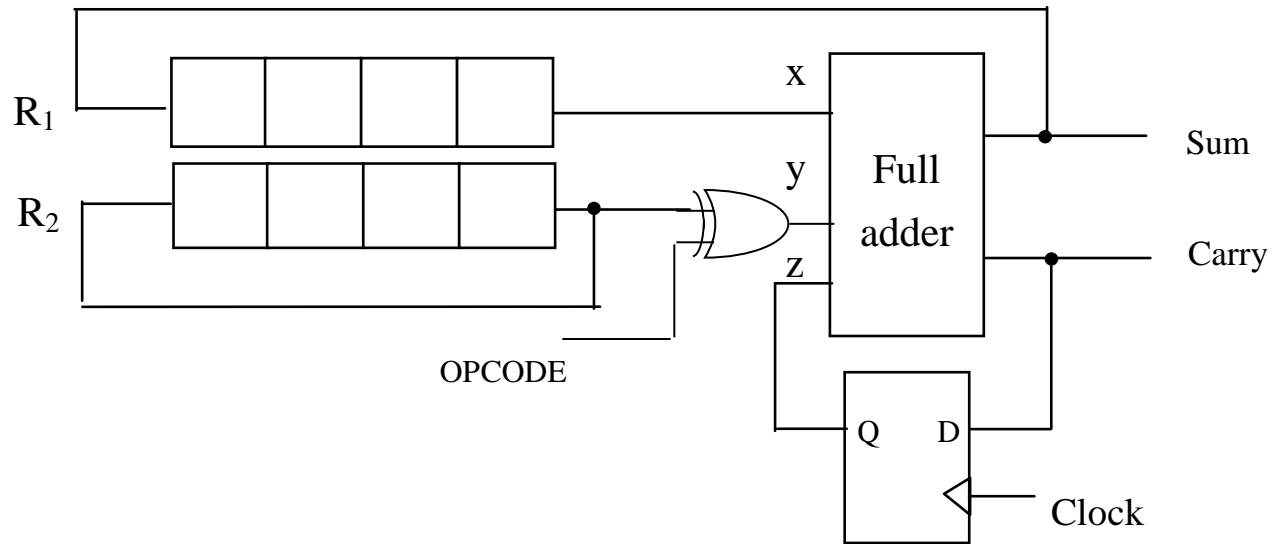 x
R₁
Sum
y
Full
R₂
adder
Carry
z
OPCODE
Q D
Clock